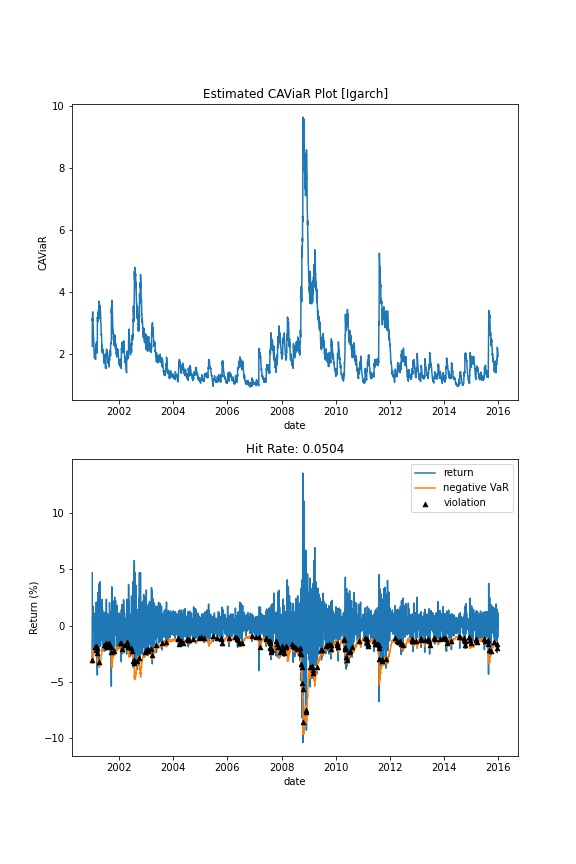 Estimated CAViaR Plot [Igarch]
10
8
6
4
2
CAViaR
2002 2004 2006 2008 2010 2012 2014 2016
date
Hit Rate: 0.0504
return
negative VaR
violation
10
5
0
−5
−10
Return (%)
2002 2004 2006 2008 2010 2012 2014 2016
date